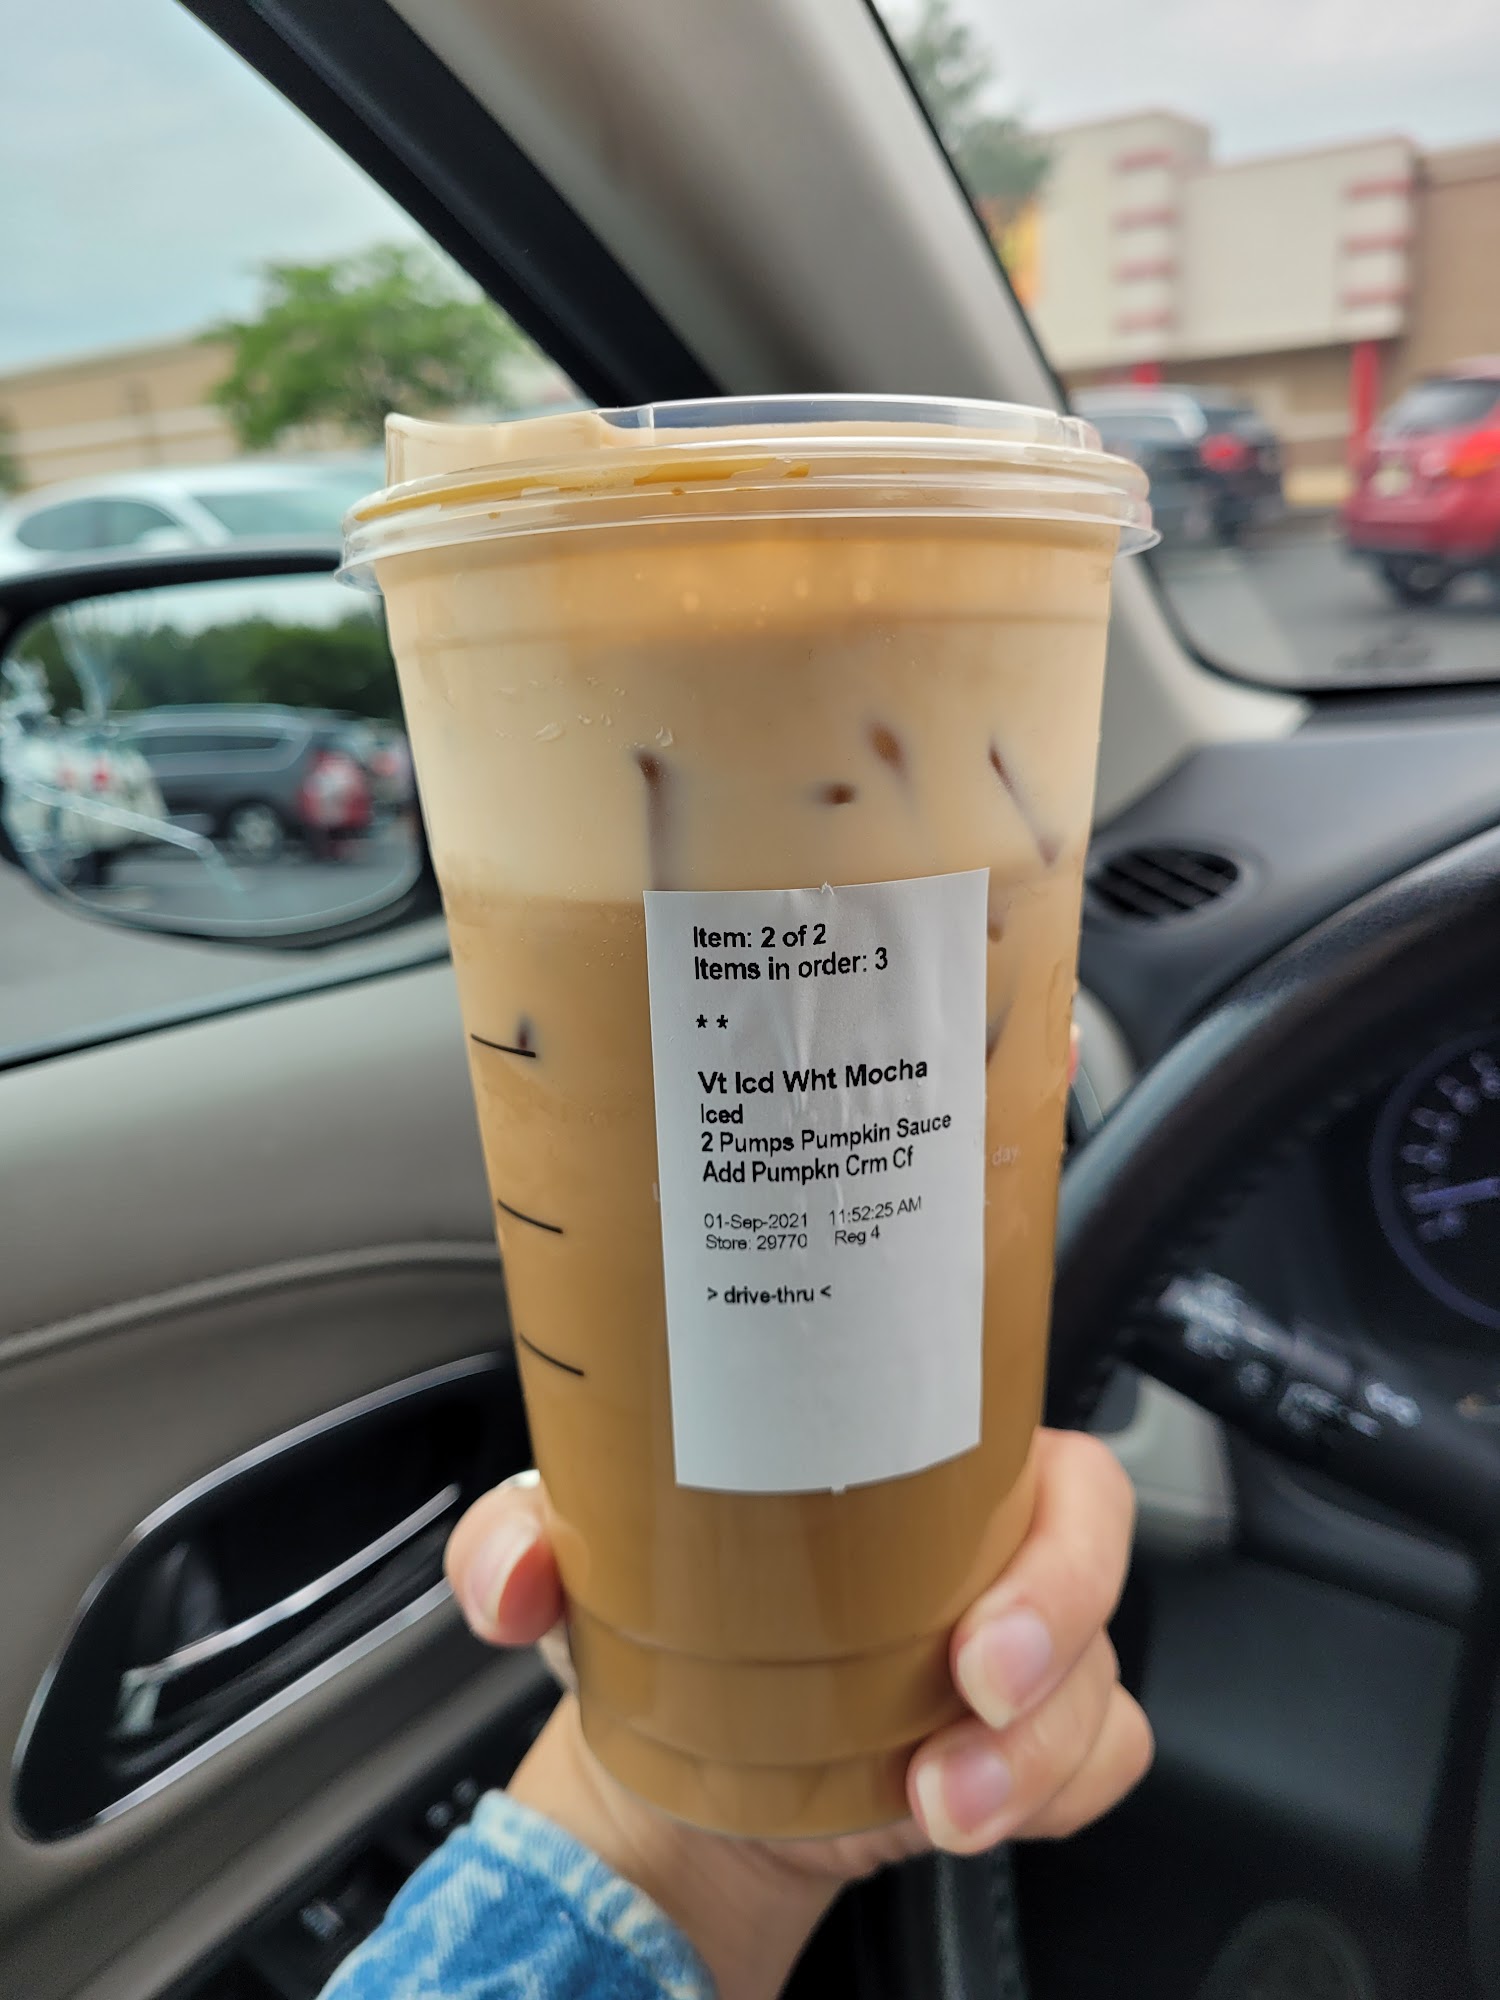 Item: 2 of 2
Items in order: 3
* *
Vt Icd Wht Mocha
Iced
2 Pumps Pumpkin Sauce
Add Pumpkn Crm Cf
01-Sep-2021 11:52:25 AM
Store: 29770 Reg 4
> drive-thru <
day